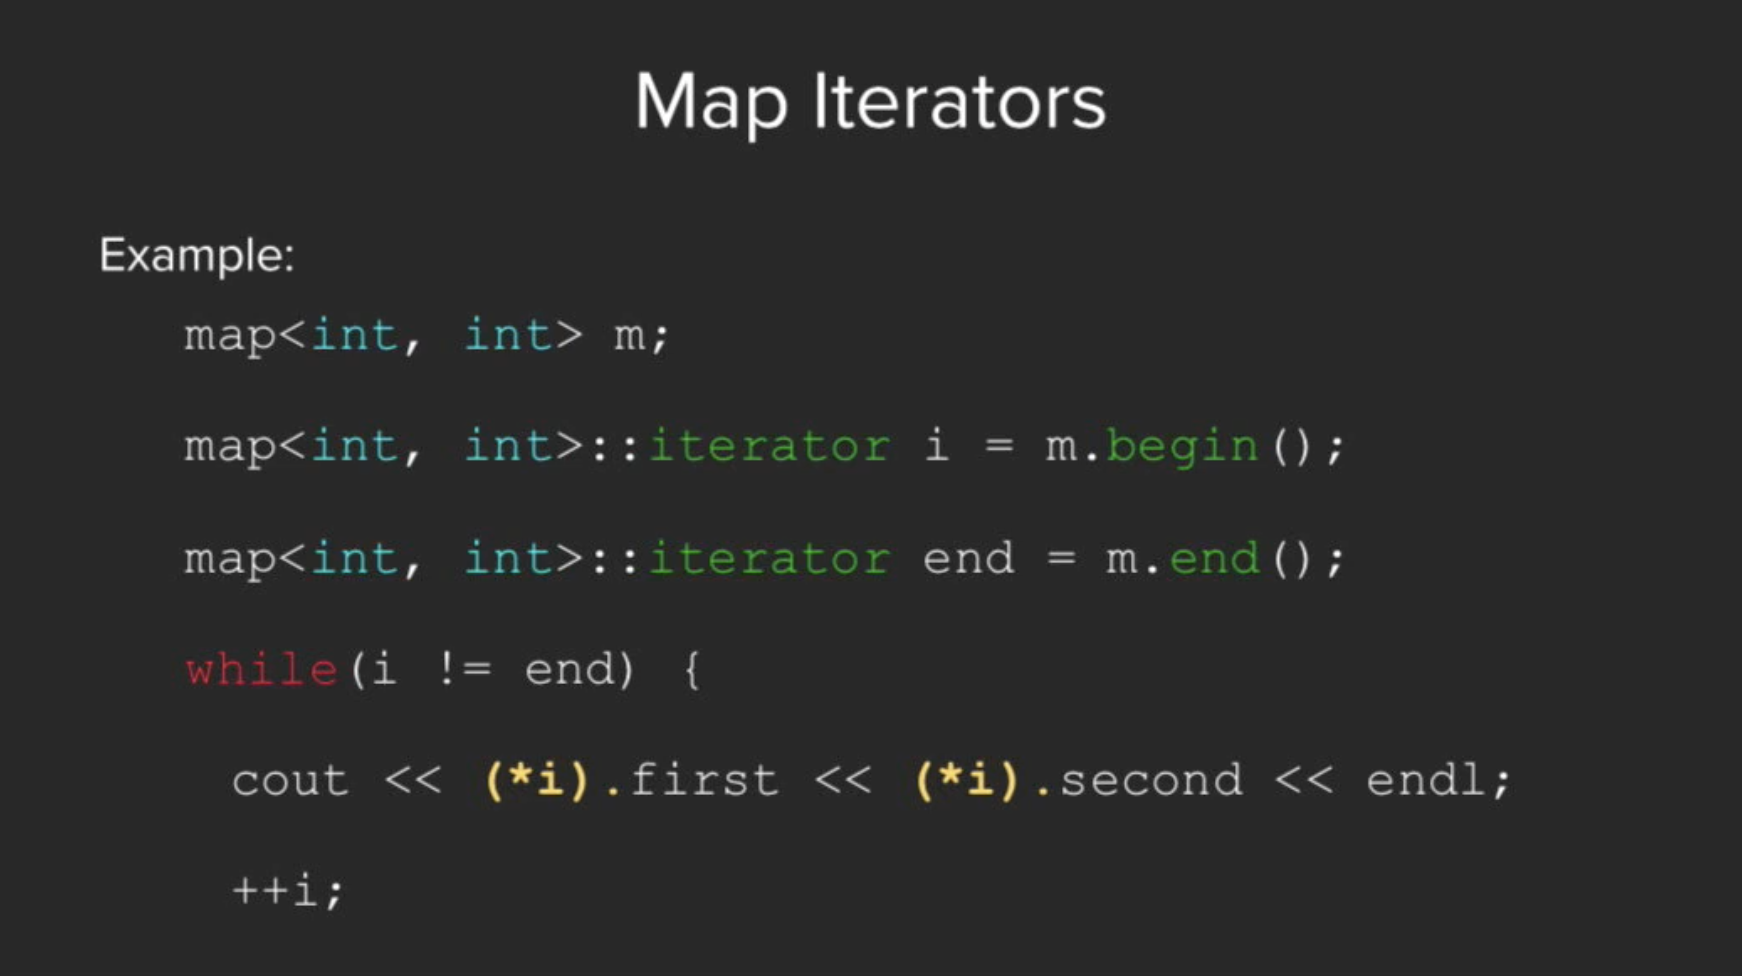 Map Iterators
Example:
map<int, int> m;
map<int, int>::iterator i = m.begin();
map<int, int>::iterator end = m.end();
while(i != end) {
cout << (*i).first << (*i).second << endl;
++i;